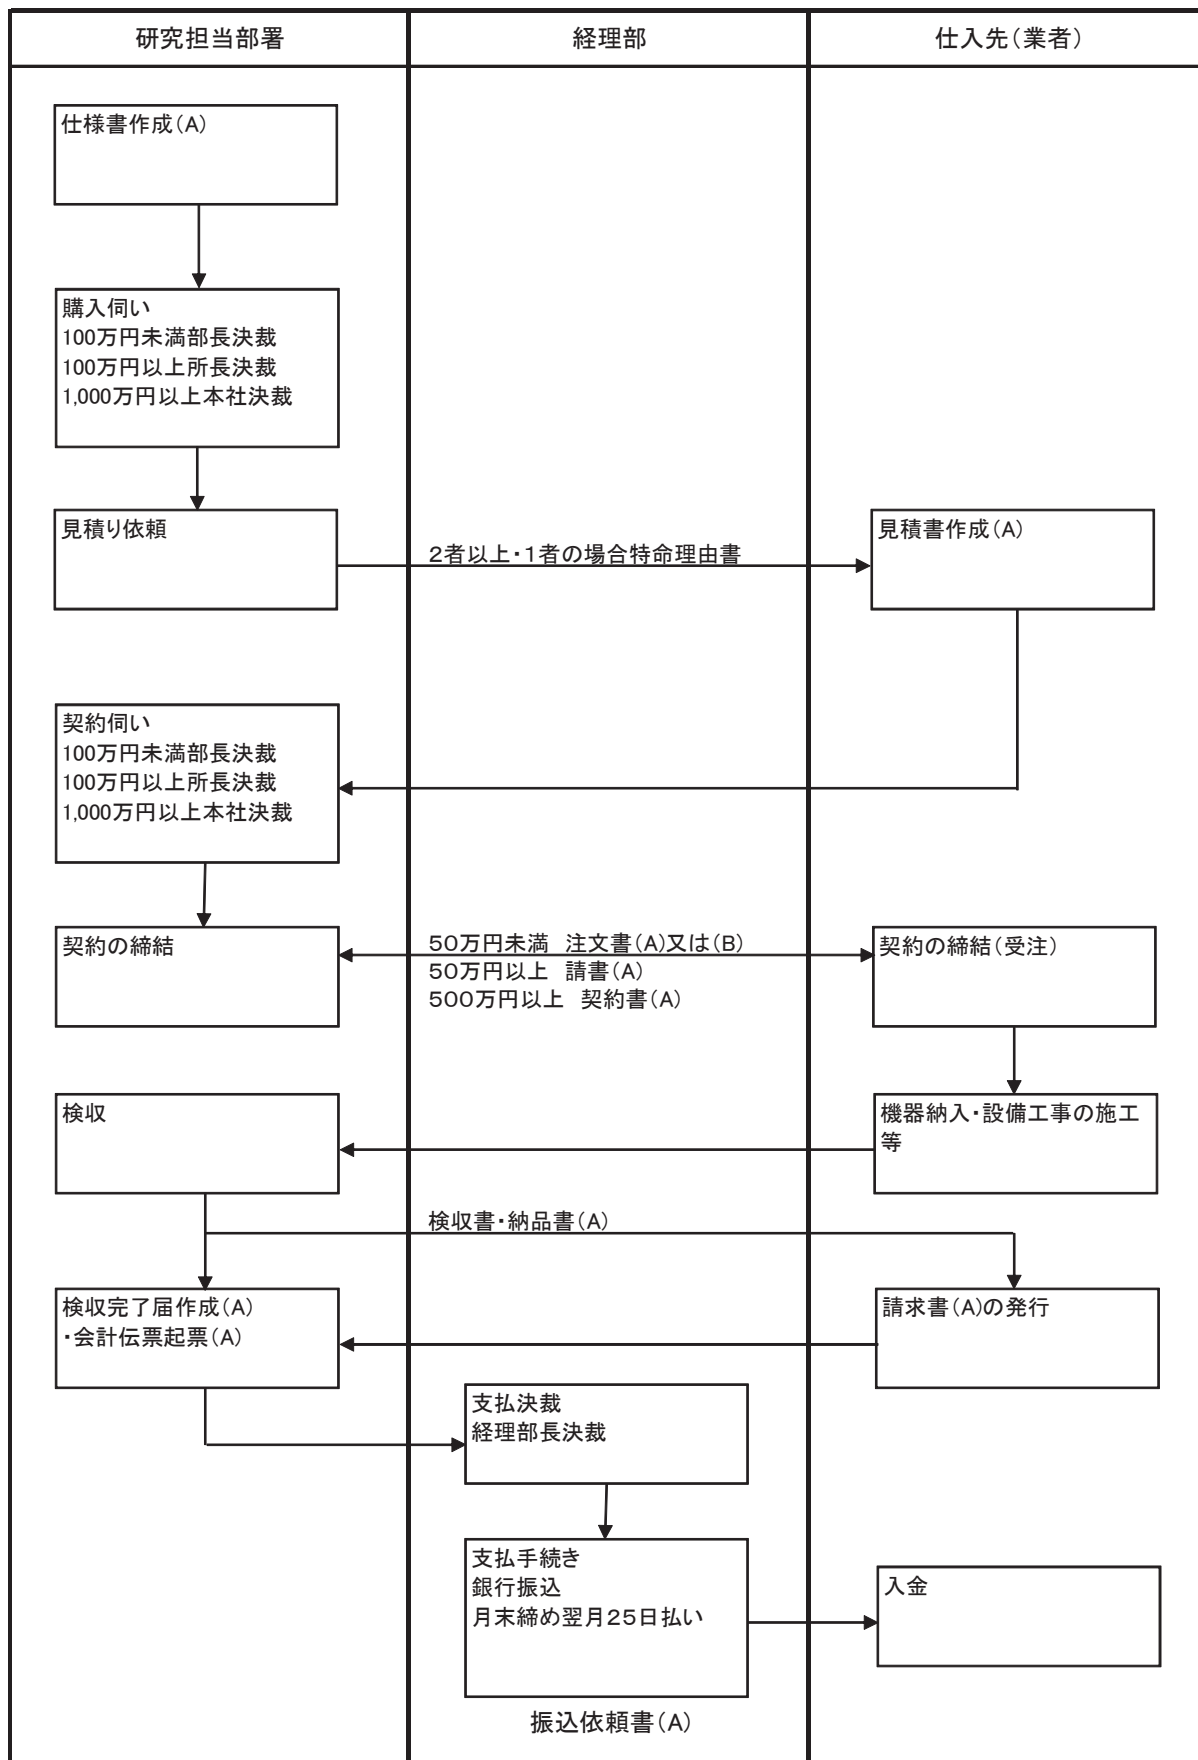 研究担当部署
経理部
仕入先(業者)
仕様書作成(A)
購入伺い
100万円未満部長決裁
100万円以上所長決裁
1,000万円以上本社決裁
見積り依頼
2者以上・1者の場合特命理由書
見積書作成(A)
契約伺い
100万円未満部長決裁
100万円以上所長決裁
1,000万円以上本社決裁
契約の締結
50万円未満 注文書(A)又は(B)
50万円以上 請書(A)
500万円以上 契約書(A)
契約の締結(受注)
検収
機器納入・設備工事の施工
等
検収書・納品書(A)
検収完了届作成(A)
・会計伝票起票(A)
請求書(A)の発行
支払決裁
経理部長決裁
支払手続き
銀行振込
月末締め翌月25日払い
入金
振込依頼書(A)